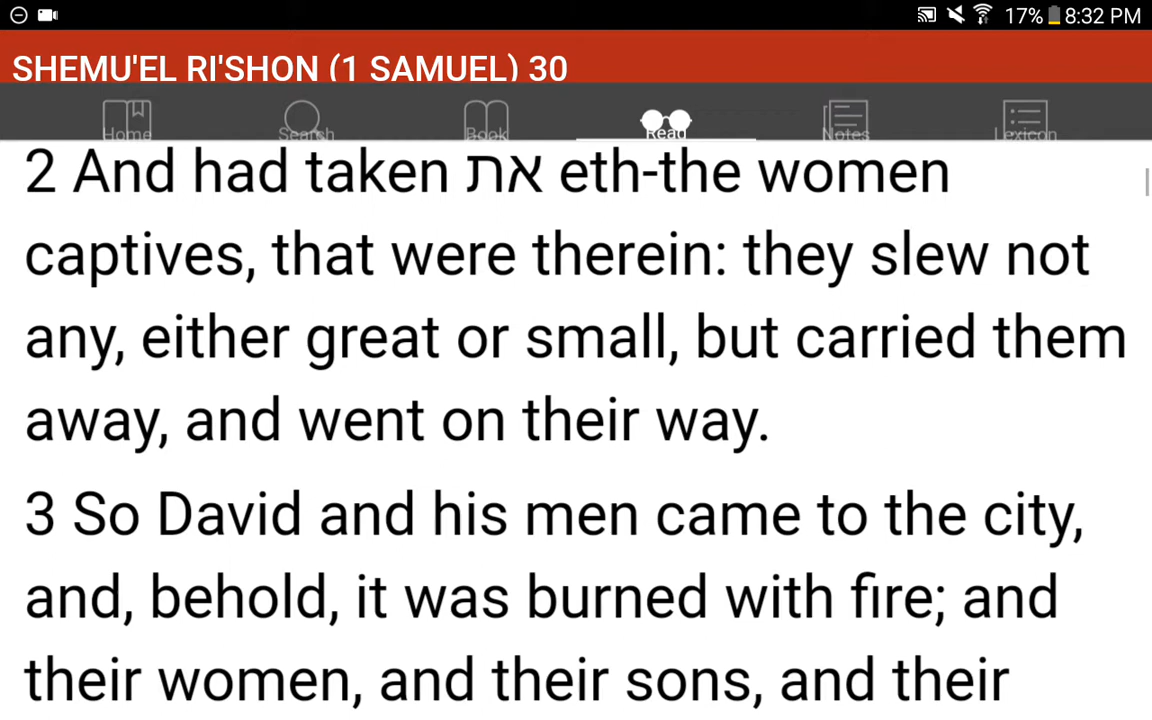 17% 8:32 PM
SHEMU'EL RI'SHON (1 SAMUEL) 30
Home Search Book Read Notes Lexicon
2 And had taken את eth-the women
captives, that were therein: they slew not
any, either great or small, but carried them
away, and went on their way.
3 So David and his men came to the city,
and, behold, it was burned with fire; and
their women, and their sons, and their